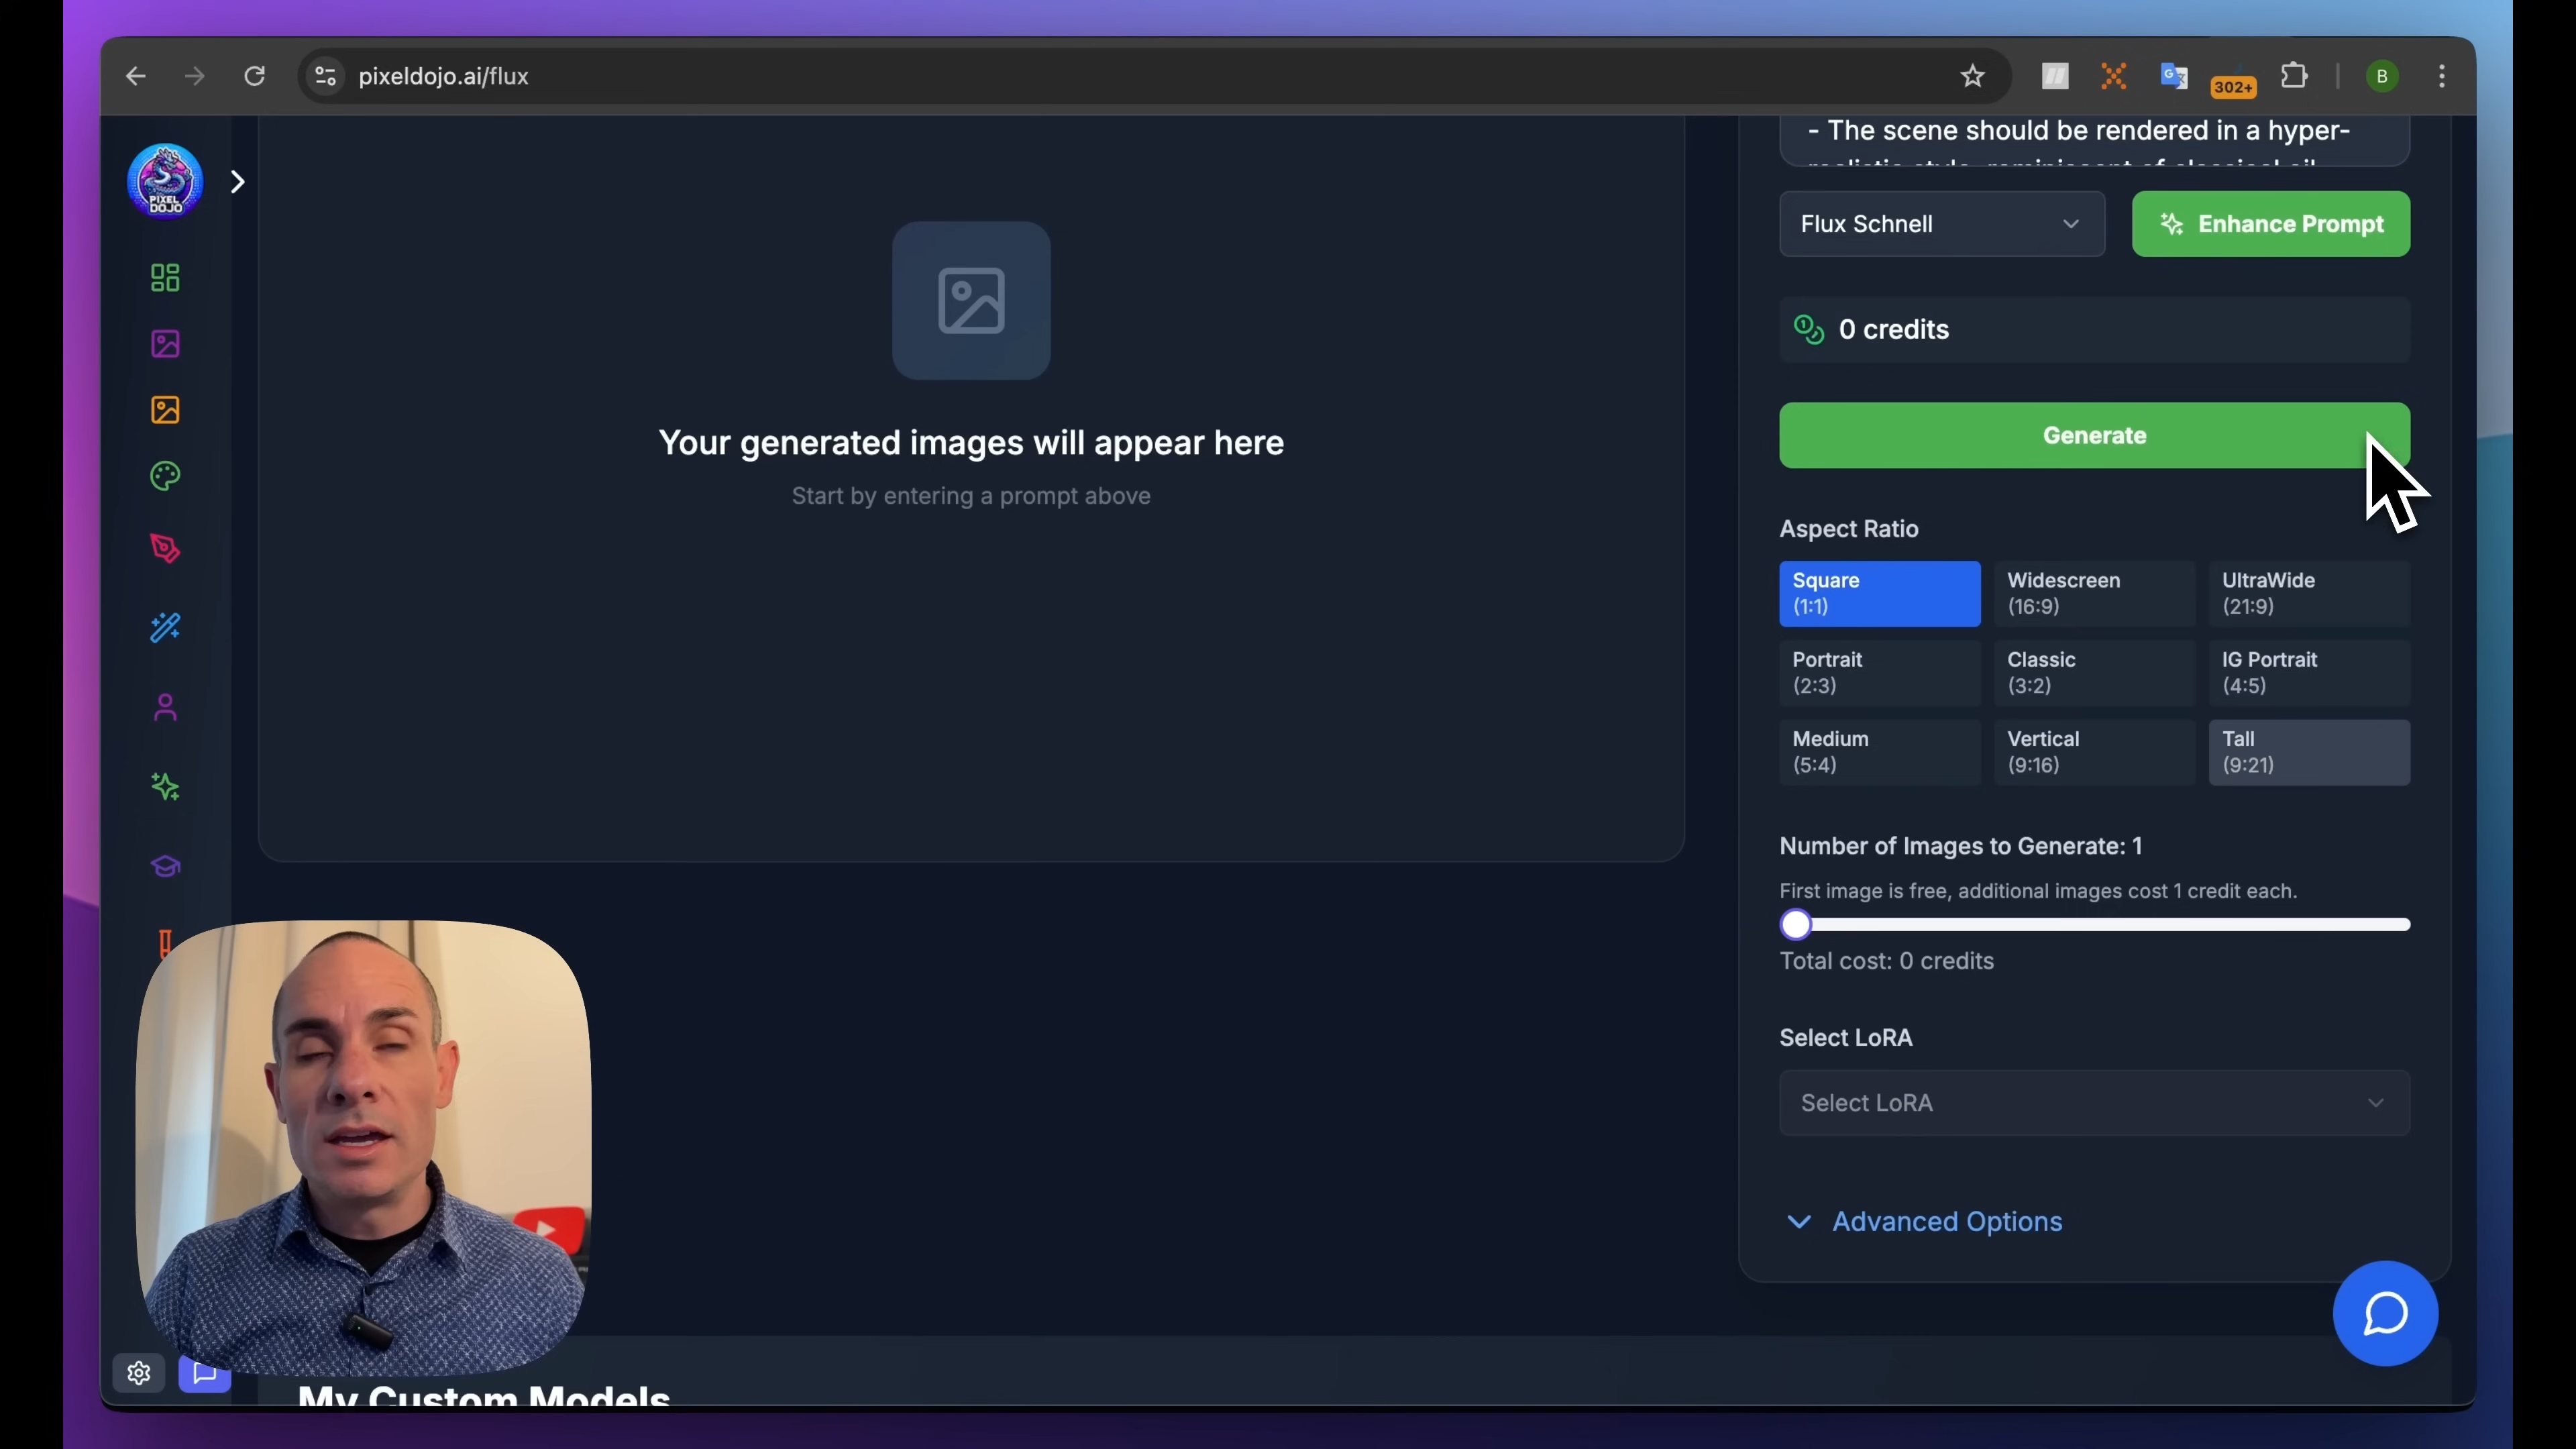 pixeldojo.ai/flux
302+
B
PIXEL
DOJO
- The scene should be rendered in a hyper-
Flux Schnell
Enhance Prompt
0 credits
Generate
Your generated images will appear here
Start by entering a prompt above
Aspect Ratio
Square
(1:1)
Widescreen
(16:9)
UltraWide
(21:9)
Portrait
(2:3)
Classic
(3:2)
IG Portrait
(4:5)
Medium
(5:4)
Vertical
(9:16)
Tall
(9:21)
Number of Images to Generate: 1
First image is free, additional images cost 1 credit each.
Total cost: 0 credits
Select LoRA
Select LoRA
Advanced Options
My Custom Models